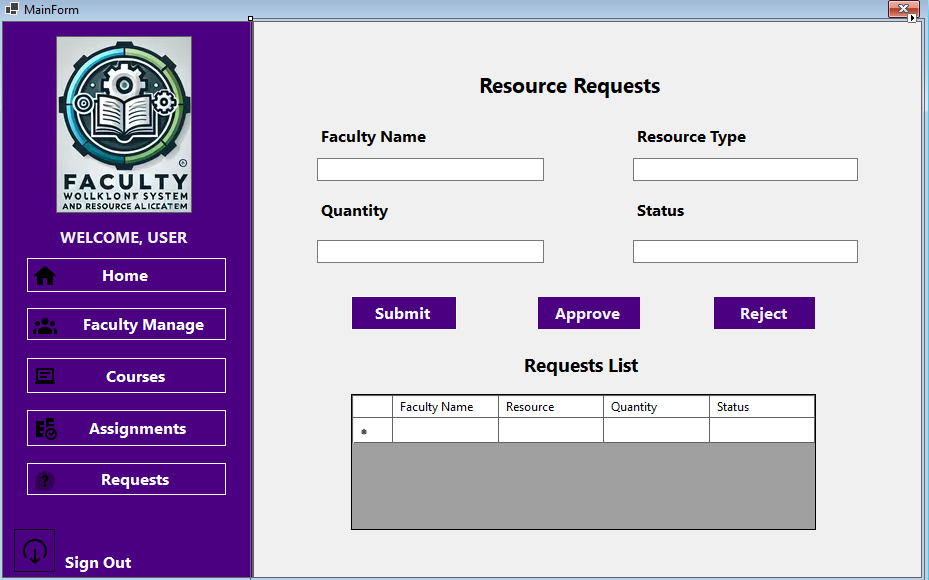 MainForm
FACULTY
WOLLKLONT SYSTEM
AND RESOURCE ALICEATEM
WELCOME, USER
Home
Faculty Manage
Courses
Assignments
Requests
Sign Out
Resource Requests
Faculty Name Resource Type
Quantity Status
Submit Approve Reject
Requests List
Faculty Name Resource Quantity Status